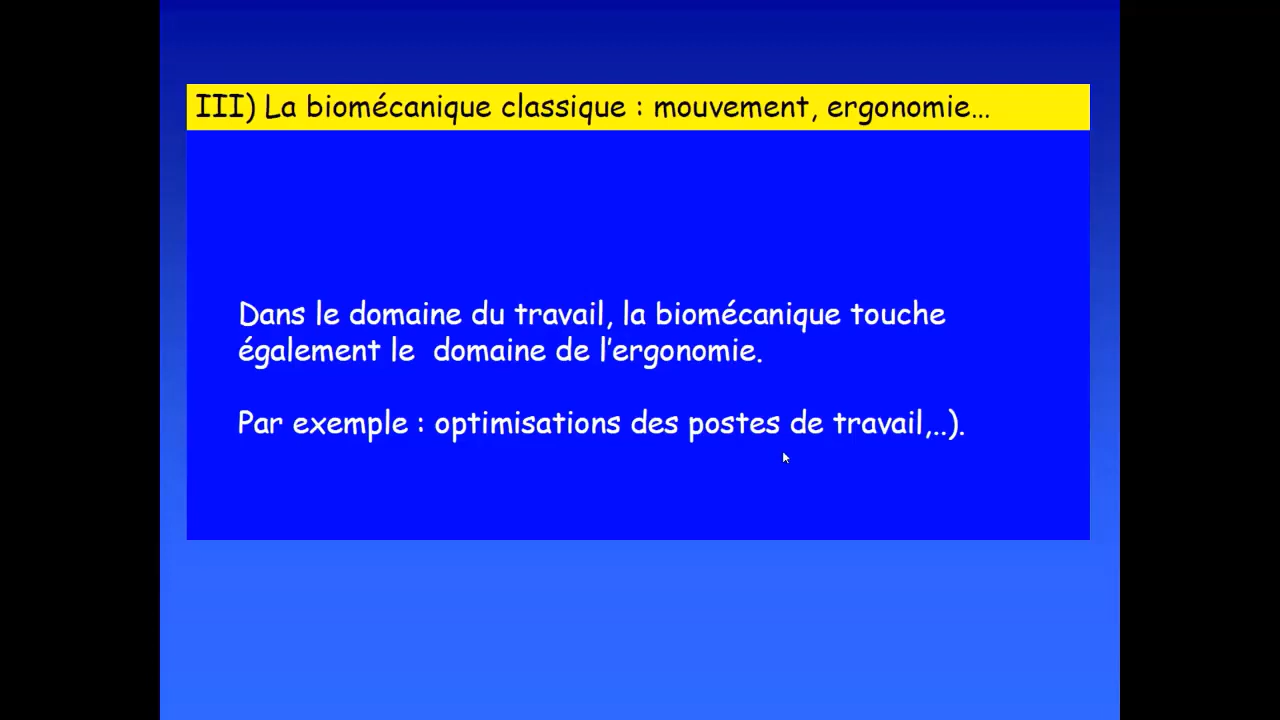 III) La biomécanique classique : mouvement, ergonomie...
Dans le domaine du travail, la biomécanique touche
également le domaine de l'ergonomie.
Par exemple : optimisations des postes de travail,..).